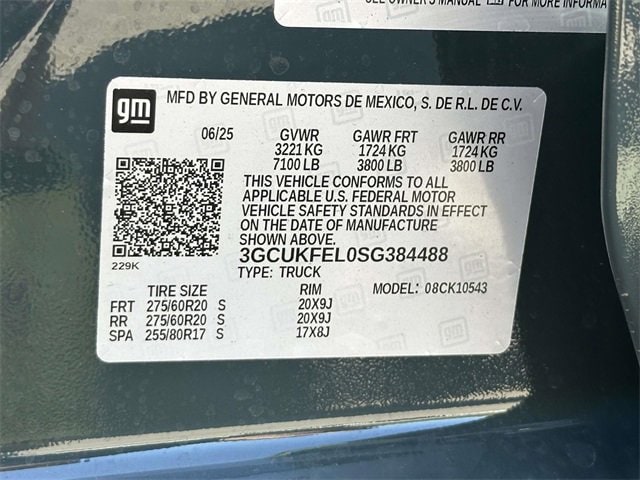 SEE OWNER'S MANUAL FOR MORE INFORMA
gm MFD BY GENERAL MOTORS DE MEXICO, S. DE R.L. DE C.V.
06/25 GVWR GAWR FRT GAWR RR
3221 KG 1724 KG 1724 KG
7100 LB 3800 LB 3800 LB
THIS VEHICLE CONFORMS TO ALL
APPLICABLE U.S. FEDERAL MOTOR
VEHICLE SAFETY STANDARDS IN EFFECT
ON THE DATE OF MANUFACTURE
SHOWN ABOVE.
229K 3GCUKFEL0SG384488
TYPE: TRUCK MODEL: 08CK10543
TIRE SIZE RIM
FRT 275/60R20 S 20X9J
RR 275/60R20 S 20X9J
SPA 255/80R17 S 17X8J